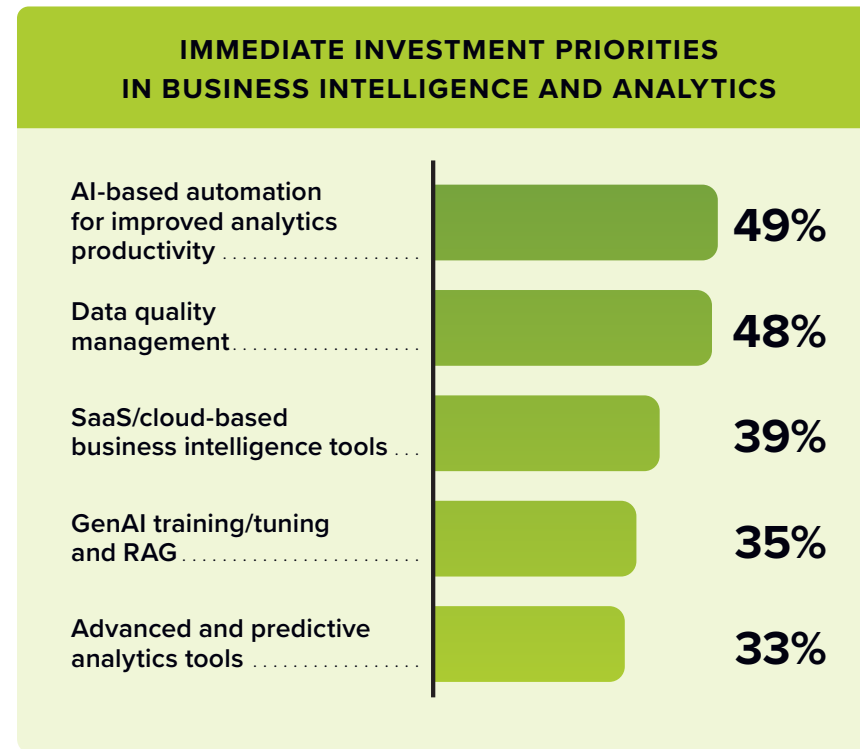 IMMEDIATE INVESTMENT PRIORITIES
IN BUSINESS INTELLIGENCE AND ANALYTICS
AI-based automation
for improved analytics
productivity .................... 49%
Data quality
management................... 48%
SaaS/cloud-based
business intelligence tools ... 39%
GenAI training/tuning
and RAG........................ 35%
Advanced and predictive
analytics tools ................. 33%